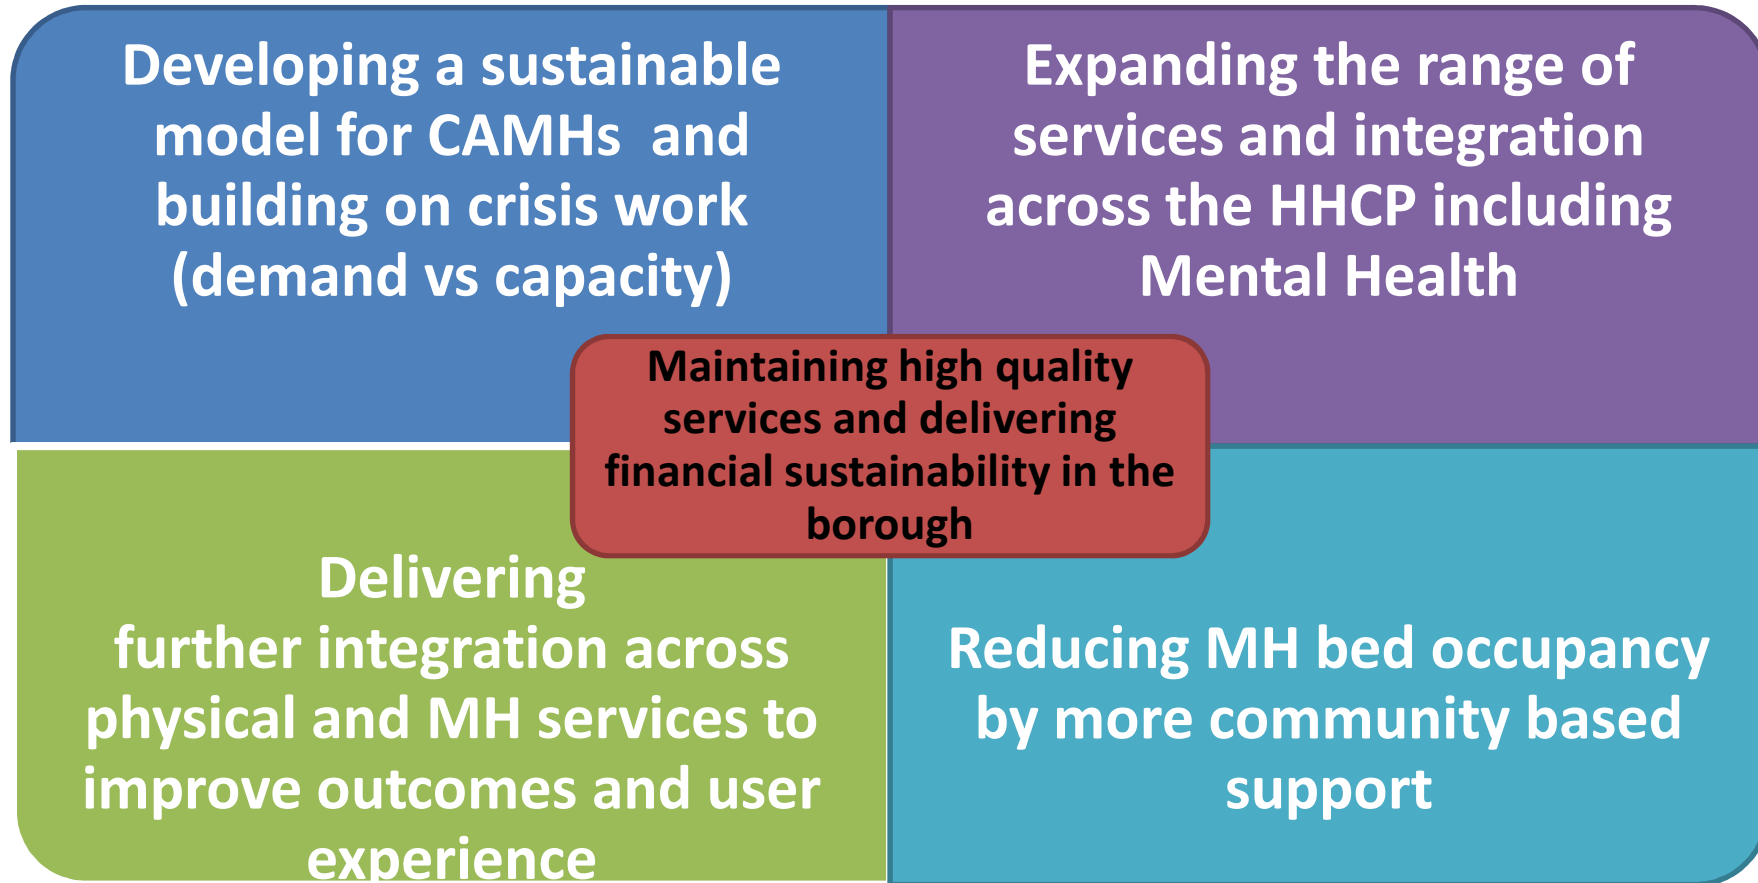 Developing a sustainable
model for CAMHs  and
building on crisis work
(demand vs capacity)
Expanding the range of
services and integration
across the HHCP including
Mental Health
Maintaining high quality
services and delivering
financial sustainability in the
borough
Delivering
further integration across
physical and MH services to
improve outcomes and user
experience
Reducing MH bed occupancy
by more community based
support